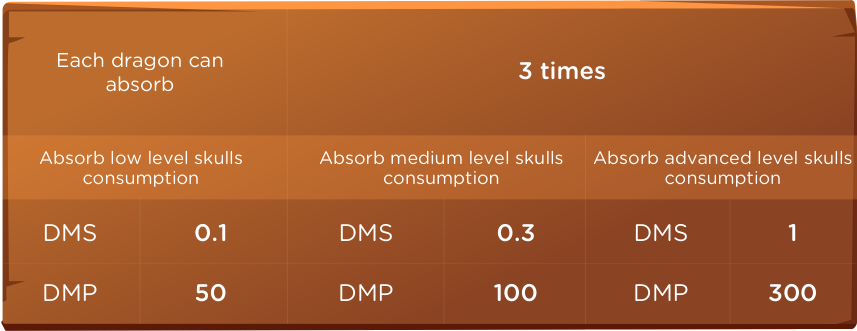 Each dragon can
absorb
3 times
Absorb low level skulls
consumption
Absorb medium level skulls
consumption
Absorb advanced level skulls
consumption
DMS 0.1 DMS 0.3 DMS 1
DMP 50 DMP 100 DMP 300